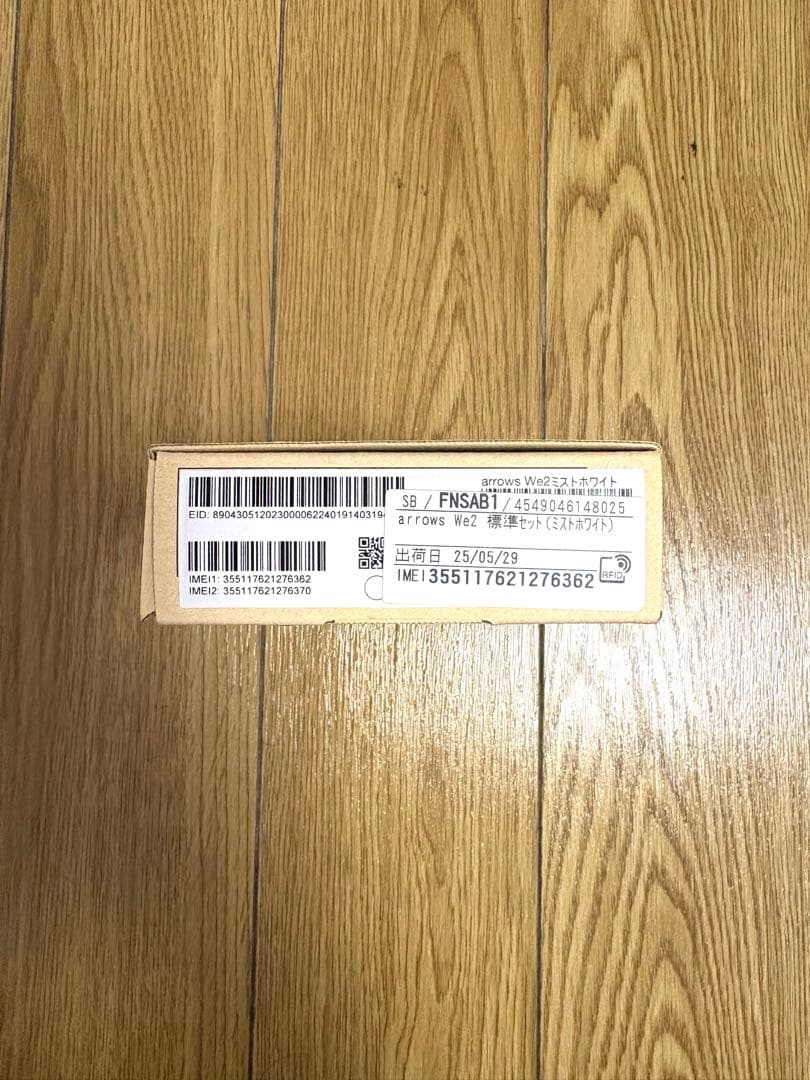 arrows We2ミストホワイト
EID: 890430512023000062240191403194
SB / FNSAB1 / 4549046148025
arrows We2 標準セット(ミストホワイト)
出荷日 25/05/29
IMEI 355117621276362
RFID
IMEI1: 355117621276362
IMEI2: 355117621276370